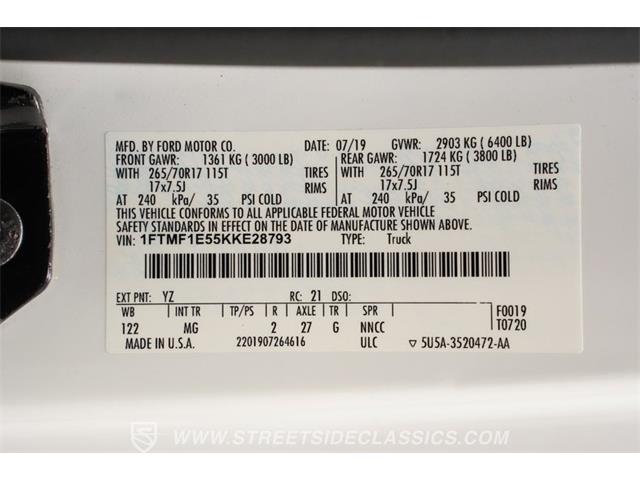 MFD. BY FORD MOTOR CO. DATE: 07/19 GVWR: 2903 KG ( 6400 LB)
FRONT GAWR: 1361 KG ( 3000 LB) REAR GAWR: 1724 KG ( 3800 LB)
WITH 265/70R17 115T TIRES WITH 265/70R17 115T TIRES
17x7.5J RIMS 17x7.5J RIMS
AT 240 kPa/ 35 PSI COLD AT 240 kPa/ 35 PSI COLD
THIS VEHICLE CONFORMS TO ALL APPLICABLE FEDERAL MOTOR VEHICLE
SAFETY STANDARDS IN EFFECT ON THE DATE OF MANUFACTURE SHOWN ABOVE.
VIN: 1FTMF1E55KKE28793 TYPE: Truck
EXT PNT: YZ RC: 21 DSO:
WB INT TR TP/PS R AXLE TR SPR F0019
122 MG 2 27 G NNCC T0720
MADE IN U.S.A. 2201907264616 ULC ▽ 5U5A-3520472-AA
WWW.STREETSIDECLASSICS.COM